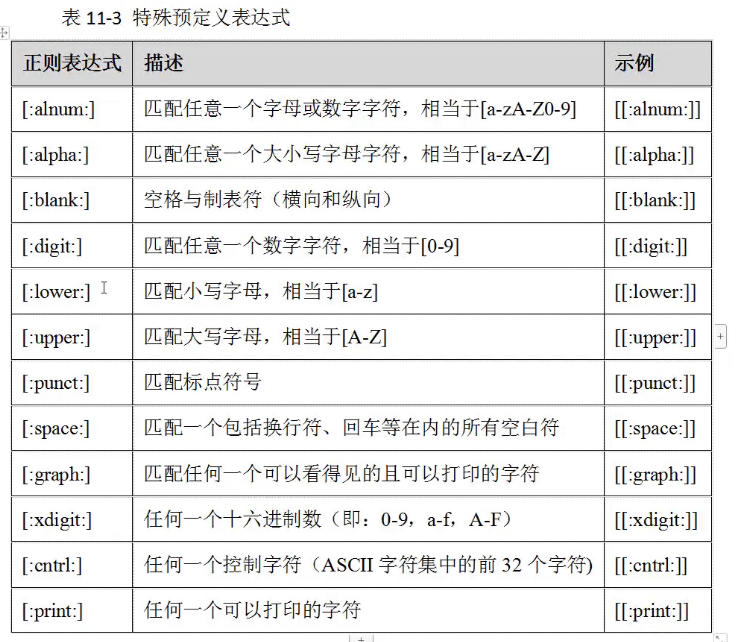 表 11-3 特殊预定义表达式
正则表达式 描述 示例
[:alnum:] 匹配任意一个字母或数字字符，相当于[a-zA-Z0-9] [[:alnum:]]
[:alpha:] 匹配任意一个大小写字母字符，相当于[a-zA-Z] [[:alpha:]]
[:blank:] 空格与制表符（横向和纵向） [[:blank:]]
[:digit:] 匹配任意一个数字字符，相当于[0-9] [[:digit:]]
[:lower:] 匹配小写字母，相当于[a-z] [[:lower:]]
[:upper:] 匹配大写字母，相当于[A-Z] [[:upper:]]
[:punct:] 匹配标点符号 [[:punct:]]
[:space:] 匹配一个包括换行符、回车等在内的所有空白符 [[:space:]]
[:graph:] 匹配任何一个可以看得见的且可以打印的字符 [[:graph:]]
[:xdigit:] 任何一个十六进制数（即：0-9，a-f，A-F） [[:xdigit:]]
[:cntrl:] 任何一个控制字符（ASCII 字符集中的前 32 个字符) [[:cntrl:]]
[:print:] 任何一个可以打印的字符 [[:print:]]